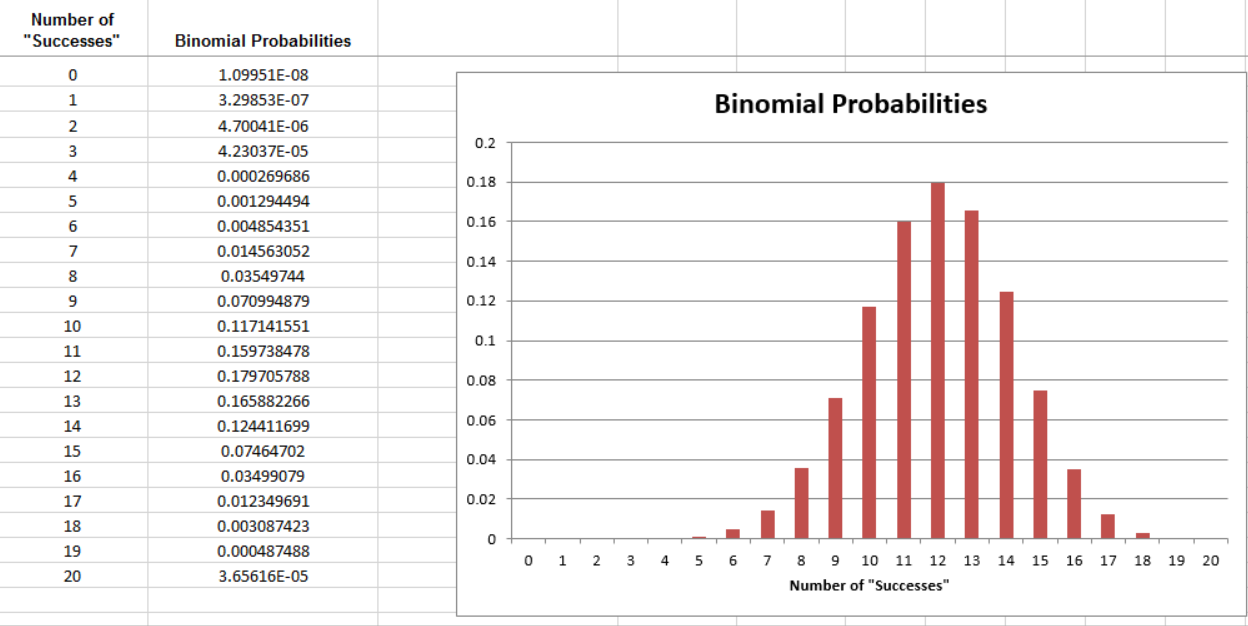 Number of
"Successes" Binomial Probabilities
0 1.09951E-08
1 3.29853E-07
2 4.70041E-06
3 4.23037E-05
4 0.000269686
5 0.001294494
6 0.004854351
7 0.014563052
8 0.03549744
9 0.070994879
10 0.117141551
11 0.159738478
12 0.179705788
13 0.165882266
14 0.124411699
15 0.07464702
16 0.03499079
17 0.012349691
18 0.003087423
19 0.000487488
20 3.65616E-05
Binomial Probabilities
0.2
0.18
0.16
0.14
0.12
0.1
0.08
0.06
0.04
0.02
0
0 1 2 3 4 5 6 7 8 9 10 11 12 13 14 15 16 17 18 19 20
Number of "Successes"